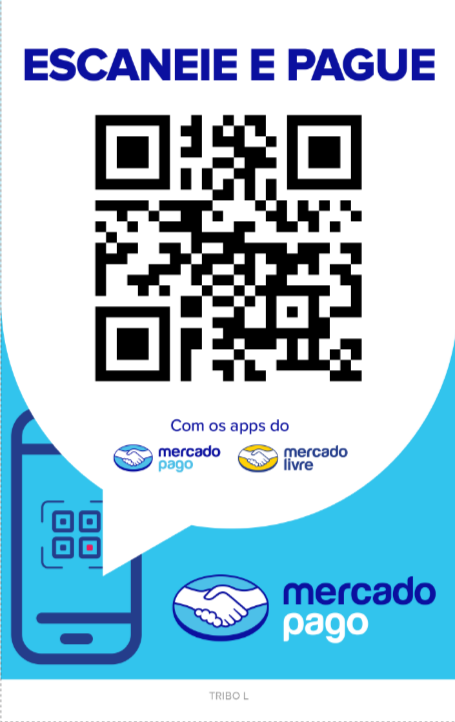 ESCANEIE E PAGUE
Com os apps do
mercado
pago
mercado
livre
mercado
pago
TRIBO L